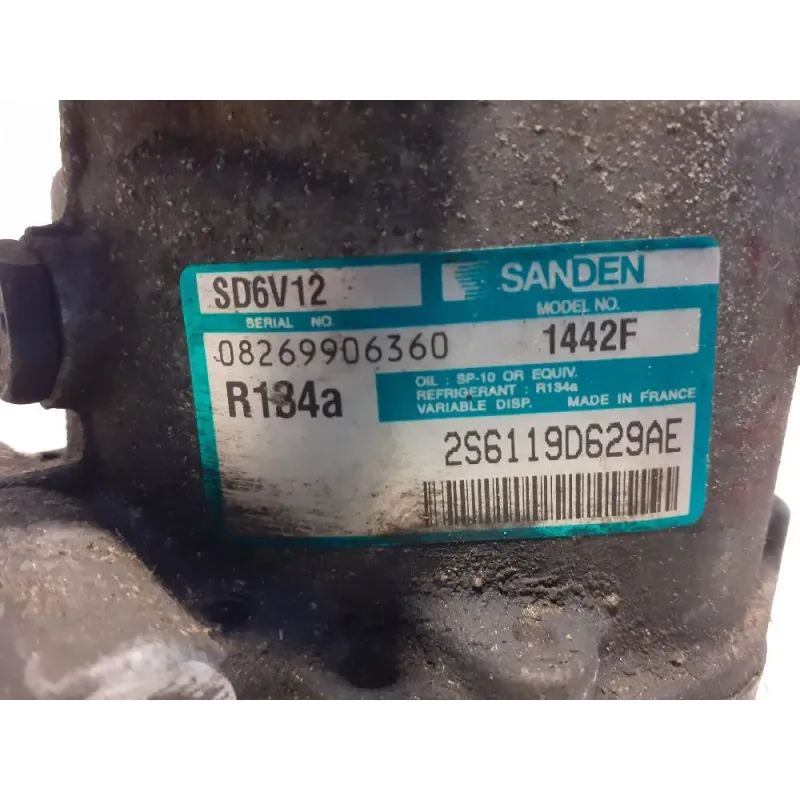 SD6V12
SANDEN
SERIAL NO.
MODEL NO.
08269906360
1442F
R134a
OIL : SP-10 OR EQUIV.
REFRIGERANT : R134a
VARIABLE DISP. MADE IN FRANCE
2S6119D629AE